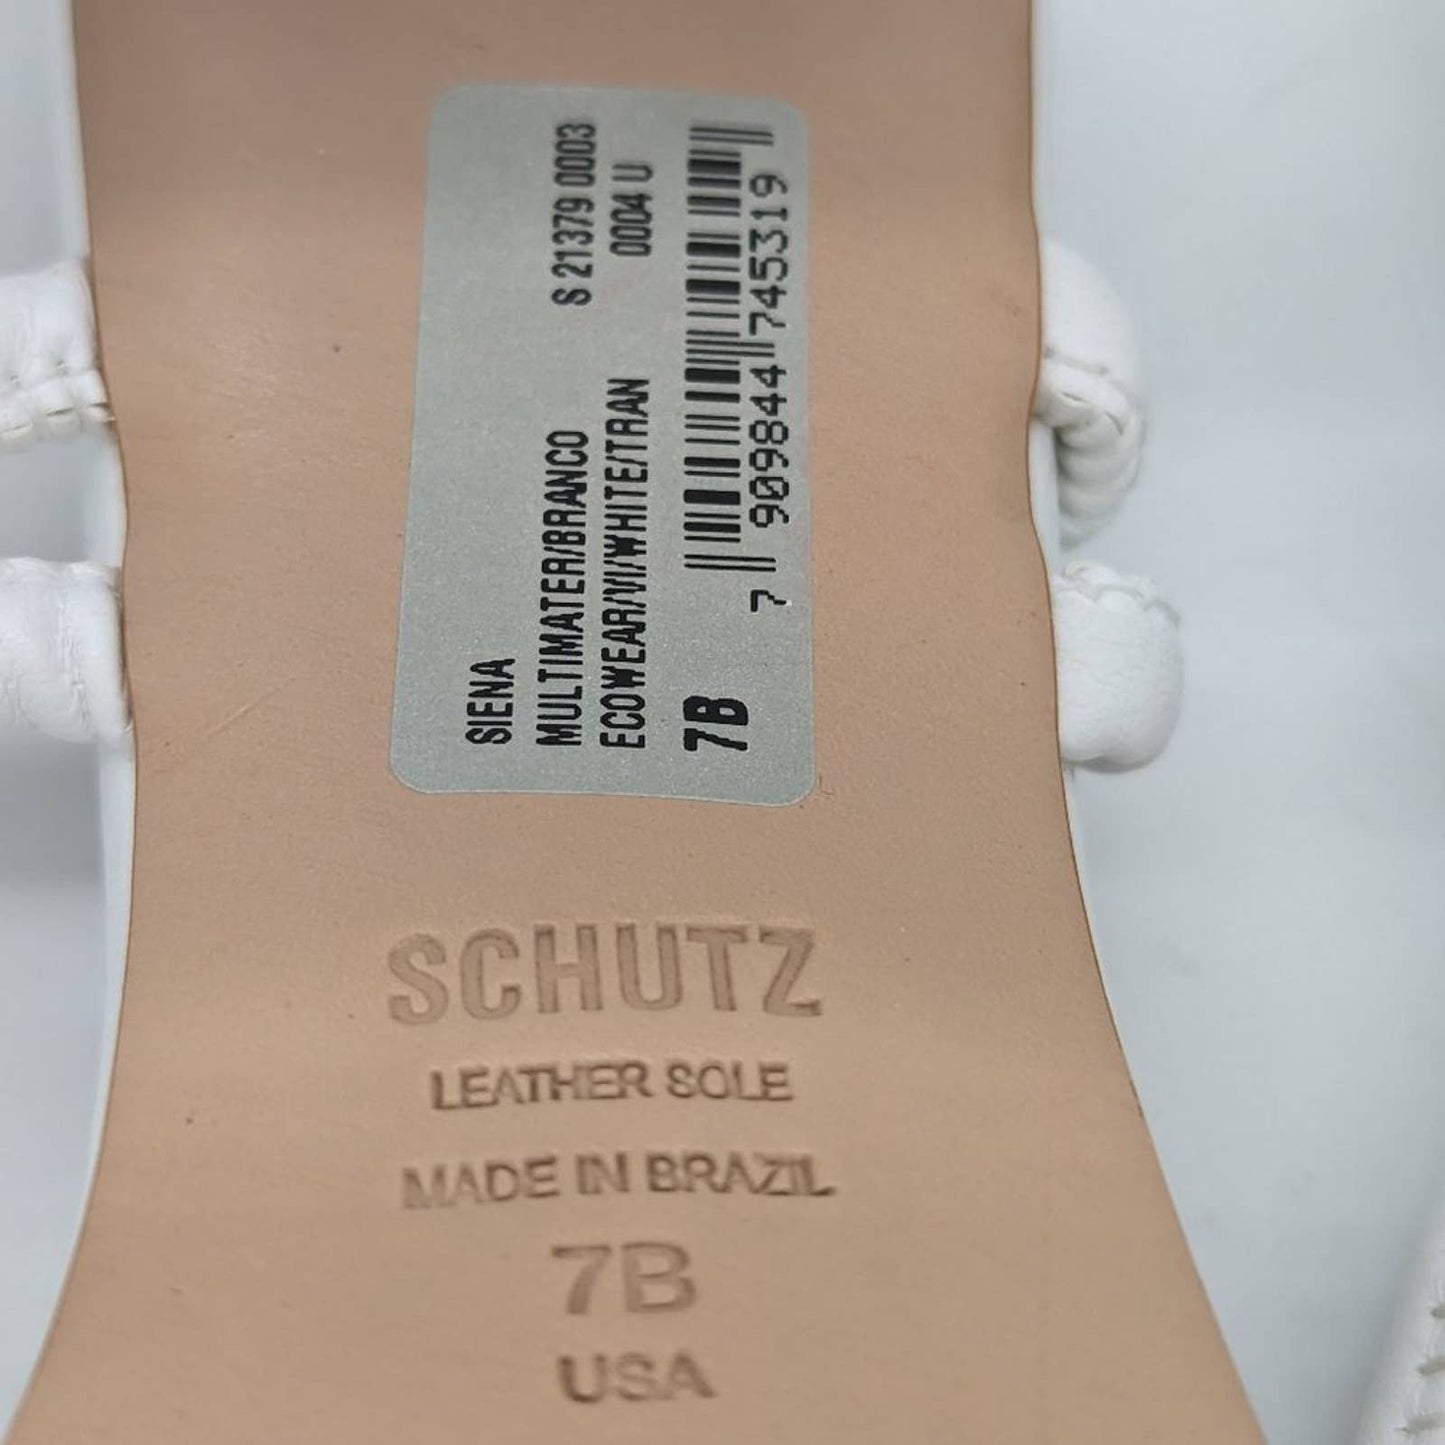 SIENA S 21379 0003
MULTIMATER/BRANCO 0004 U
ECOWEAR/VI/WHITE/TRAN
7B
7 909844 745319
SCHUTZ
LEATHER SOLE
MADE IN BRAZIL
7B
USA